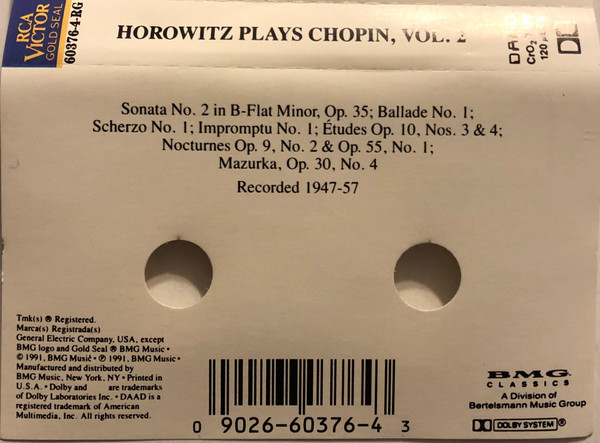 RCA
VICTOR
GOLD SEAL
60376-4-RG
HOROWITZ PLAYS CHOPIN, VOL. 2
CrO₂
120 µs
Sonata No. 2 in B-Flat Minor, Op. 35; Ballade No. 1;
Scherzo No. 1; Impromptu No. 1; Études Op. 10, Nos. 3 & 4;
Nocturnes Op. 9, No. 2 & Op. 55, No. 1;
Mazurka, Op. 30, No. 4
Recorded 1947-57
Tmk(s) ® Registered.
Marca(s) Registrada(s)
General Electric Company, USA, except
BMG logo and Gold Seal ® BMG Music •
© 1991, BMG Music • ℗ 1991, BMG Music •
Manufactured and distributed by
BMG Music, New York, NY • Printed in
U.S.A. • Dolby and are trademarks
of Dolby Laboratories Inc. • DAAD is a
registered trademark of American
Multimedia, Inc. All rights reserved.
0 9026-60376-4 3
BMG
CLASSICS
A Division of
Bertelsmann Music Group
DOLBY SYSTEM ®